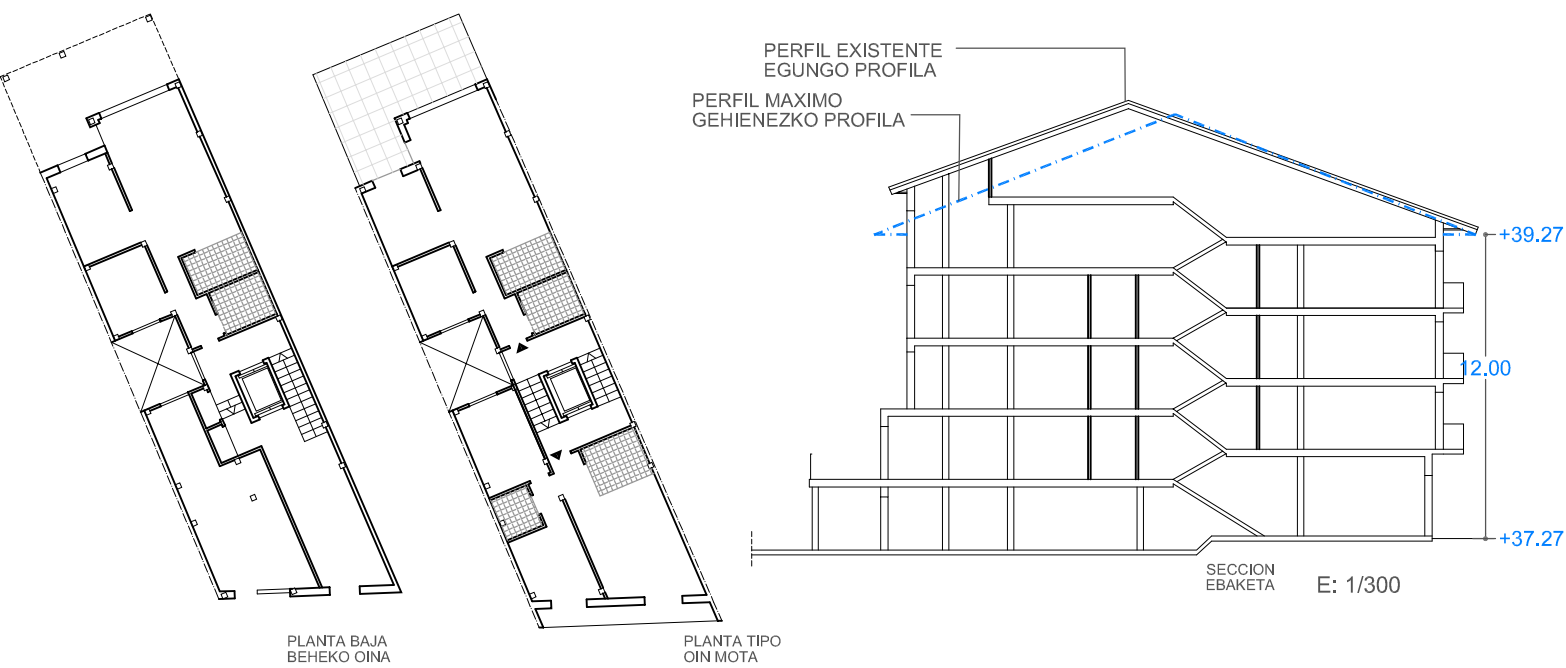 PERFIL EXISTENTE
EGUNGO PROFILA
PERFIL MAXIMO
GEHIENEZKO PROFILA
+39.27
12.00
+37.27
SECCION
EBAKETA
E: 1/300
PLANTA BAJA
BEHEKO OINA
PLANTA TIPO
OIN MOTA